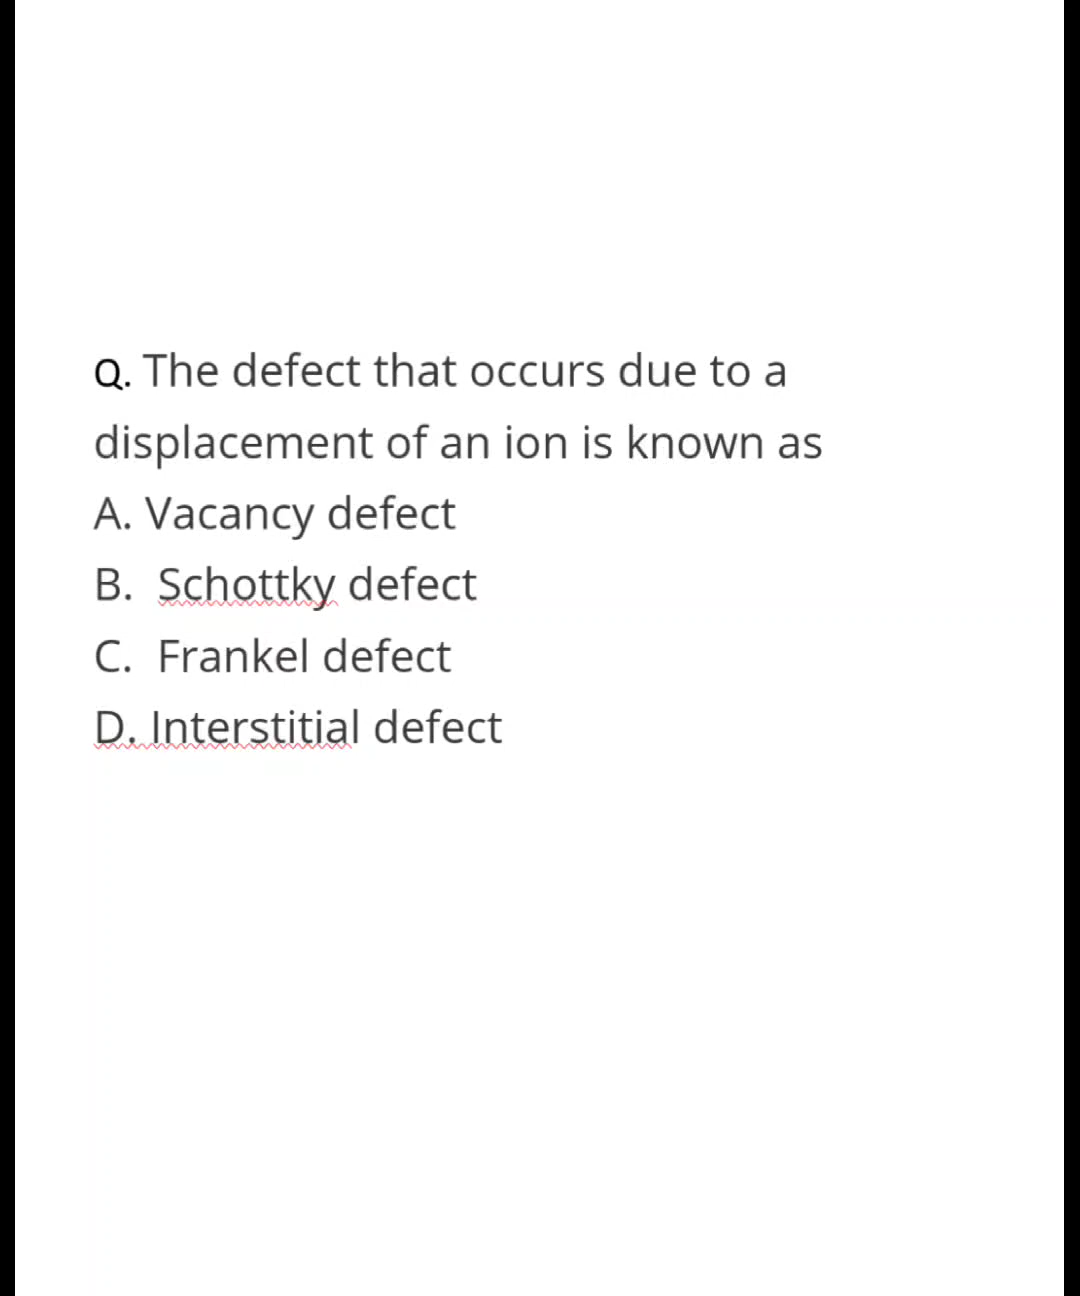 Q. The defect that occurs due to a
displacement of an ion is known as
A. Vacancy defect
B. Schottky defect
C. Frankel defect
D. Interstitial defect